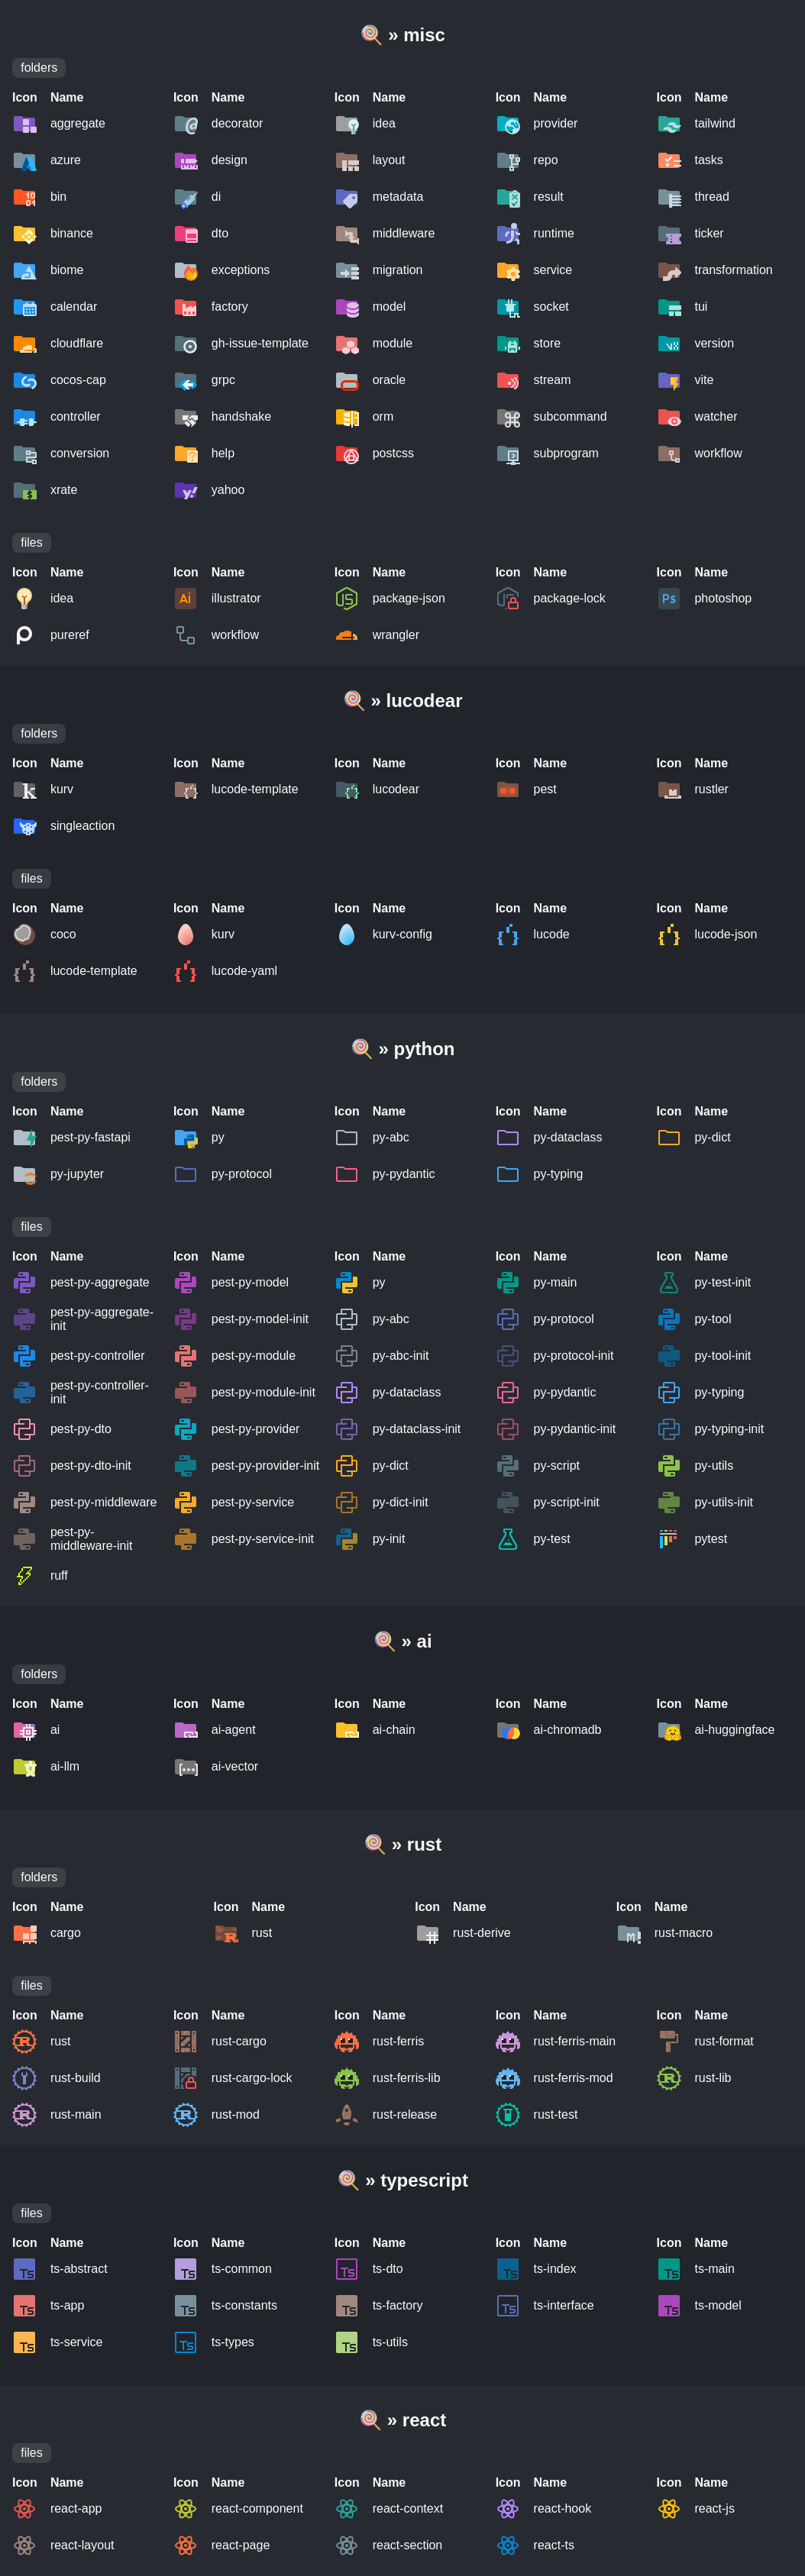 » misc
folders
Icon Name Icon Name Icon Name Icon Name Icon Name
aggregate decorator idea provider tailwind
azure design layout repo tasks
bin di metadata result thread
binance dto middleware runtime ticker
biome exceptions migration service transformation
calendar factory model socket tui
cloudflare gh-issue-template module store version
cocos-cap grpc oracle stream vite
controller handshake orm subcommand watcher
conversion help postcss subprogram workflow
xrate yahoo
files
Icon Name Icon Name Icon Name Icon Name Icon Name
idea illustrator package-json package-lock photoshop
pureref workflow wrangler
» lucodear
folders
Icon Name Icon Name Icon Name Icon Name Icon Name
kurv lucode-template lucodear pest rustler
singleaction
files
Icon Name Icon Name Icon Name Icon Name Icon Name
coco kurv kurv-config lucode lucode-json
lucode-template lucode-yaml
» python
folders
Icon Name Icon Name Icon Name Icon Name Icon Name
pest-py-fastapi py py-abc py-dataclass py-dict
py-jupyter py-protocol py-pydantic py-typing
files
Icon Name Icon Name Icon Name Icon Name Icon Name
pest-py-aggregate pest-py-model py py-main py-test-init
pest-py-aggregate-
init pest-py-model-init py-abc py-protocol py-tool
pest-py-controller pest-py-module py-abc-init py-protocol-init py-tool-init
pest-py-controller-
init pest-py-module-init py-dataclass py-pydantic py-typing
pest-py-dto pest-py-provider py-dataclass-init py-pydantic-init py-typing-init
pest-py-dto-init pest-py-provider-init py-dict py-script py-utils
pest-py-middleware pest-py-service py-dict-init py-script-init py-utils-init
pest-py-
middleware-init pest-py-service-init py-init py-test pytest
ruff
» ai
folders
Icon Name Icon Name Icon Name Icon Name Icon Name
ai ai-agent ai-chain ai-chromadb ai-huggingface
ai-llm ai-vector
» rust
folders
Icon Name Icon Name Icon Name Icon Name
cargo rust rust-derive rust-macro
files
Icon Name Icon Name Icon Name Icon Name Icon Name
rust rust-cargo rust-ferris rust-ferris-main rust-format
rust-build rust-cargo-lock rust-ferris-lib rust-ferris-mod rust-lib
rust-main rust-mod rust-release rust-test
» typescript
files
Icon Name Icon Name Icon Name Icon Name Icon Name
ts-abstract ts-common ts-dto ts-index ts-main
ts-app ts-constants ts-factory ts-interface ts-model
ts-service ts-types ts-utils
» react
files
Icon Name Icon Name Icon Name Icon Name Icon Name
react-app react-component react-context react-hook react-js
react-layout react-page react-section react-ts